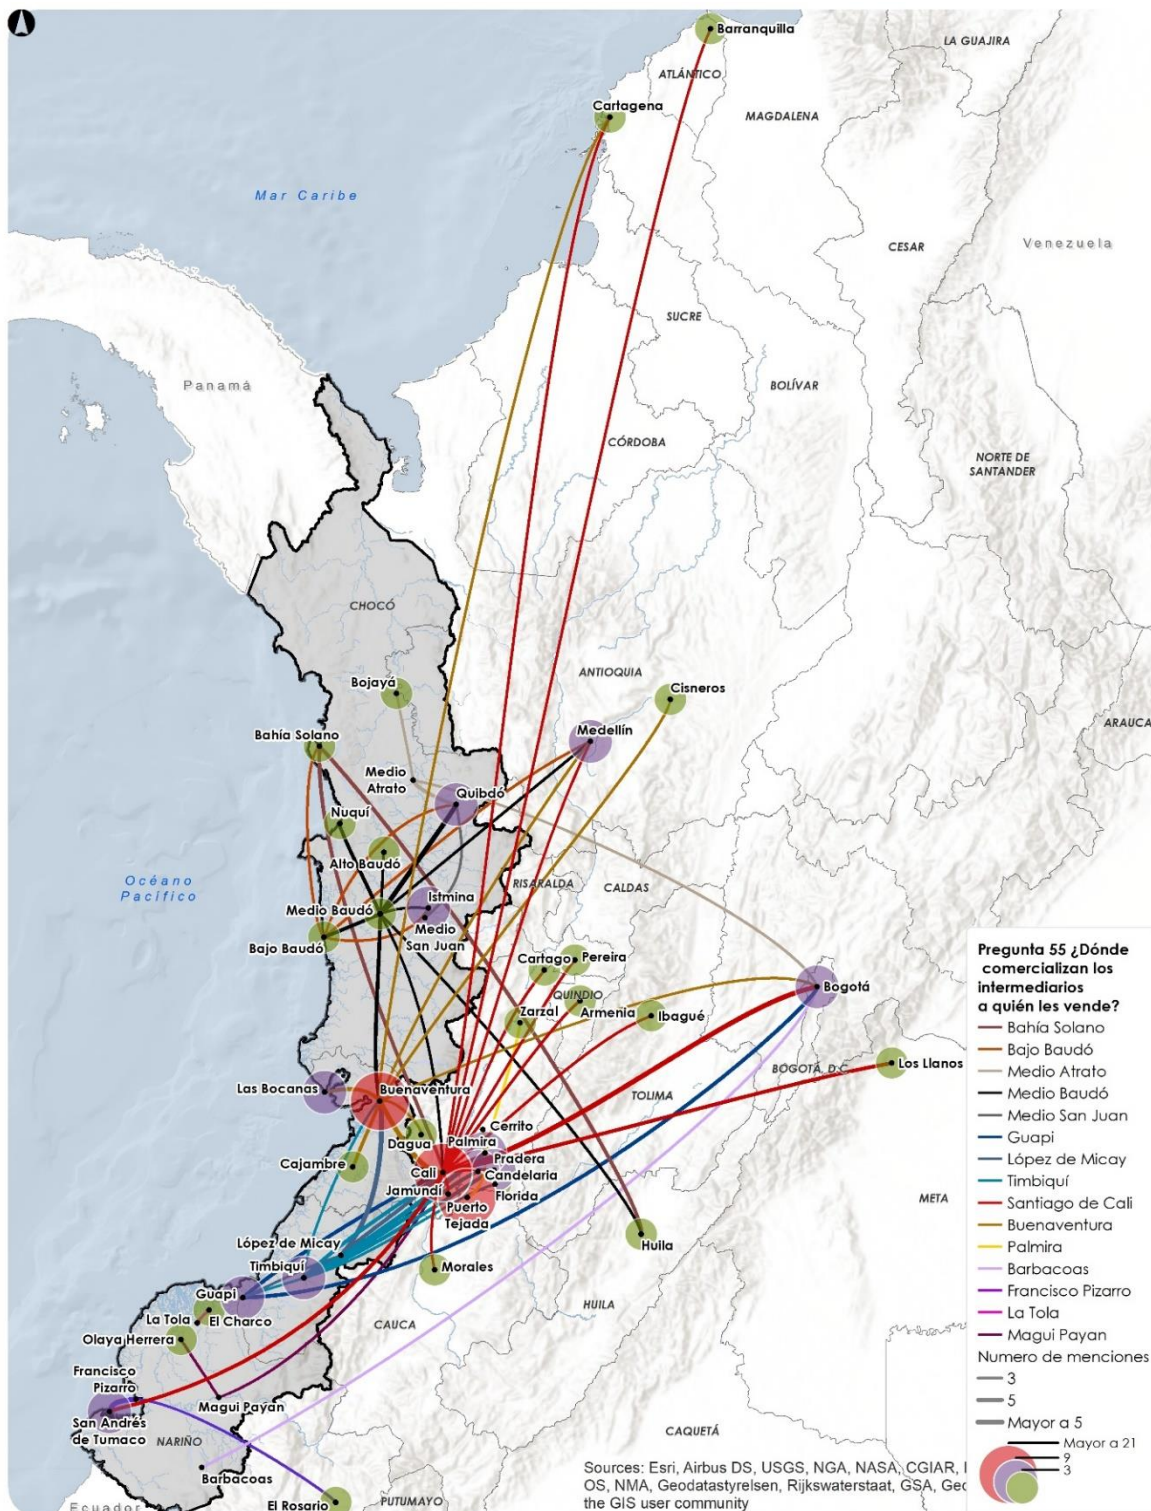 Barranquilla
LA GUAJIRA
ATLÁNTICO
Cartagena
MAGDALENA
Mar Caribe
CESAR
Venezuela
SUCRE
Panamá
BOLÍVAR
CÓRDOBA
NORTE DE
SANTANDER
CHOCÓ
ANTIOQUIA
Bojayá
Cisneros
ARAUCA
Bahía Solano
Medellín
Medio
Atrato
Quibdó
Nuquí
Alto Baudó
Océano
Pacífico
RISARALDA
CALDAS
Istmina
Medio Baudó
Medio
San Juan
Bajo Baudó
Cartago
Pereira
QUINDIO
Zarzal
Armenia
Ibagué
Bogotá
Los Llanos
BOGOTÁ, D.C.
Las Bocanas
Buenaventura
TOLIMA
Dagua
Cerrito
Palmira
Pradera
Cajambre
Cali
Candelaria
Jamundí
Florida
Puerto
Tejada
META
López de Micay
Huila
Timbiquí
Morales
Guapi
HUILA
La Tola
El Charco
CAUCA
Olaya Herrera
Francisco
Pizarro
Magui Payan
San Andrés
de Tumaco
NARIÑO
CAQUETÁ
Barbacoas
El Rosario
PUTUMAYO
Ecuador
Pregunta 55 ¿Dónde
comercializan los
intermediarios
a quién les vende?
Bahía Solano
Bajo Baudó
Medio Atrato
Medio Baudó
Medio San Juan
Guapi
López de Micay
Timbiquí
Santiago de Cali
Buenaventura
Palmira
Barbacoas
Francisco Pizarro
La Tola
Magui Payan
Numero de menciones
3
5
Mayor a 5
Mayor a 21
9
3
Sources: Esri, Airbus DS, USGS, NGA, NASA, CGIAR,
OS, NMA, Geodatastyrelsen, Rijkswaterstaat, GSA,
the GIS user community